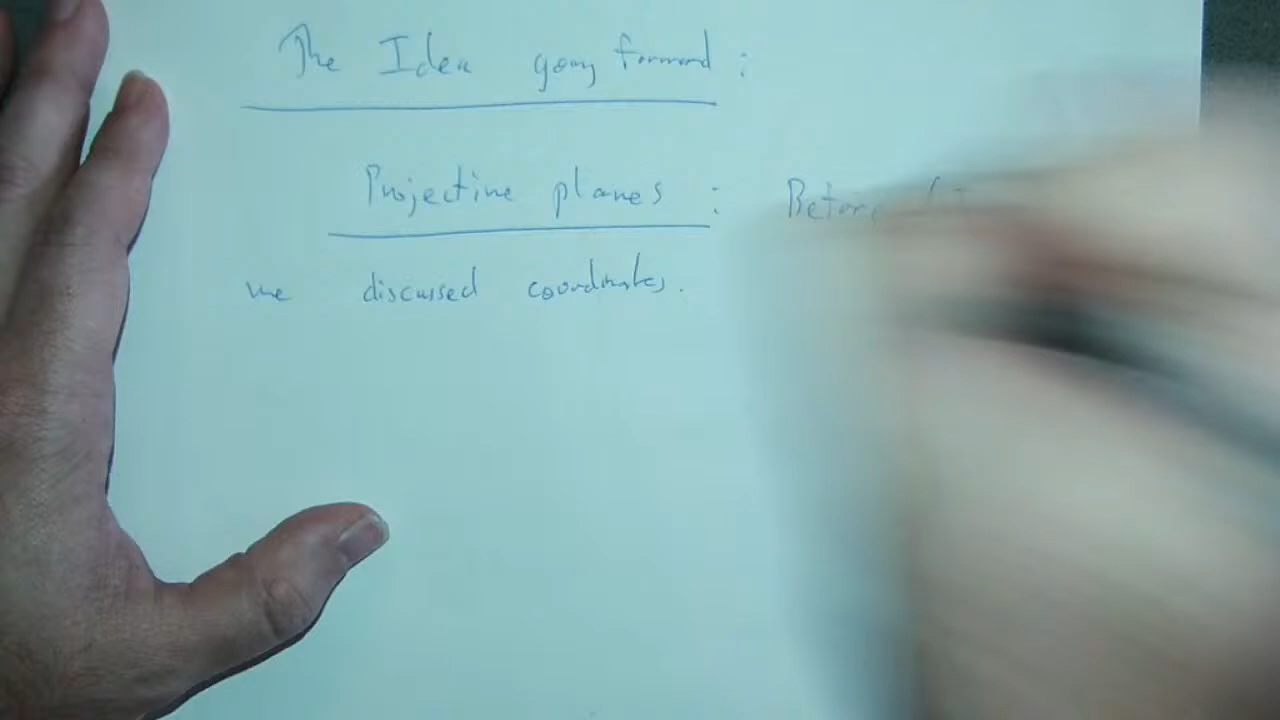 The Idea going forward :
Projective planes : Before
we discussed coordinates.